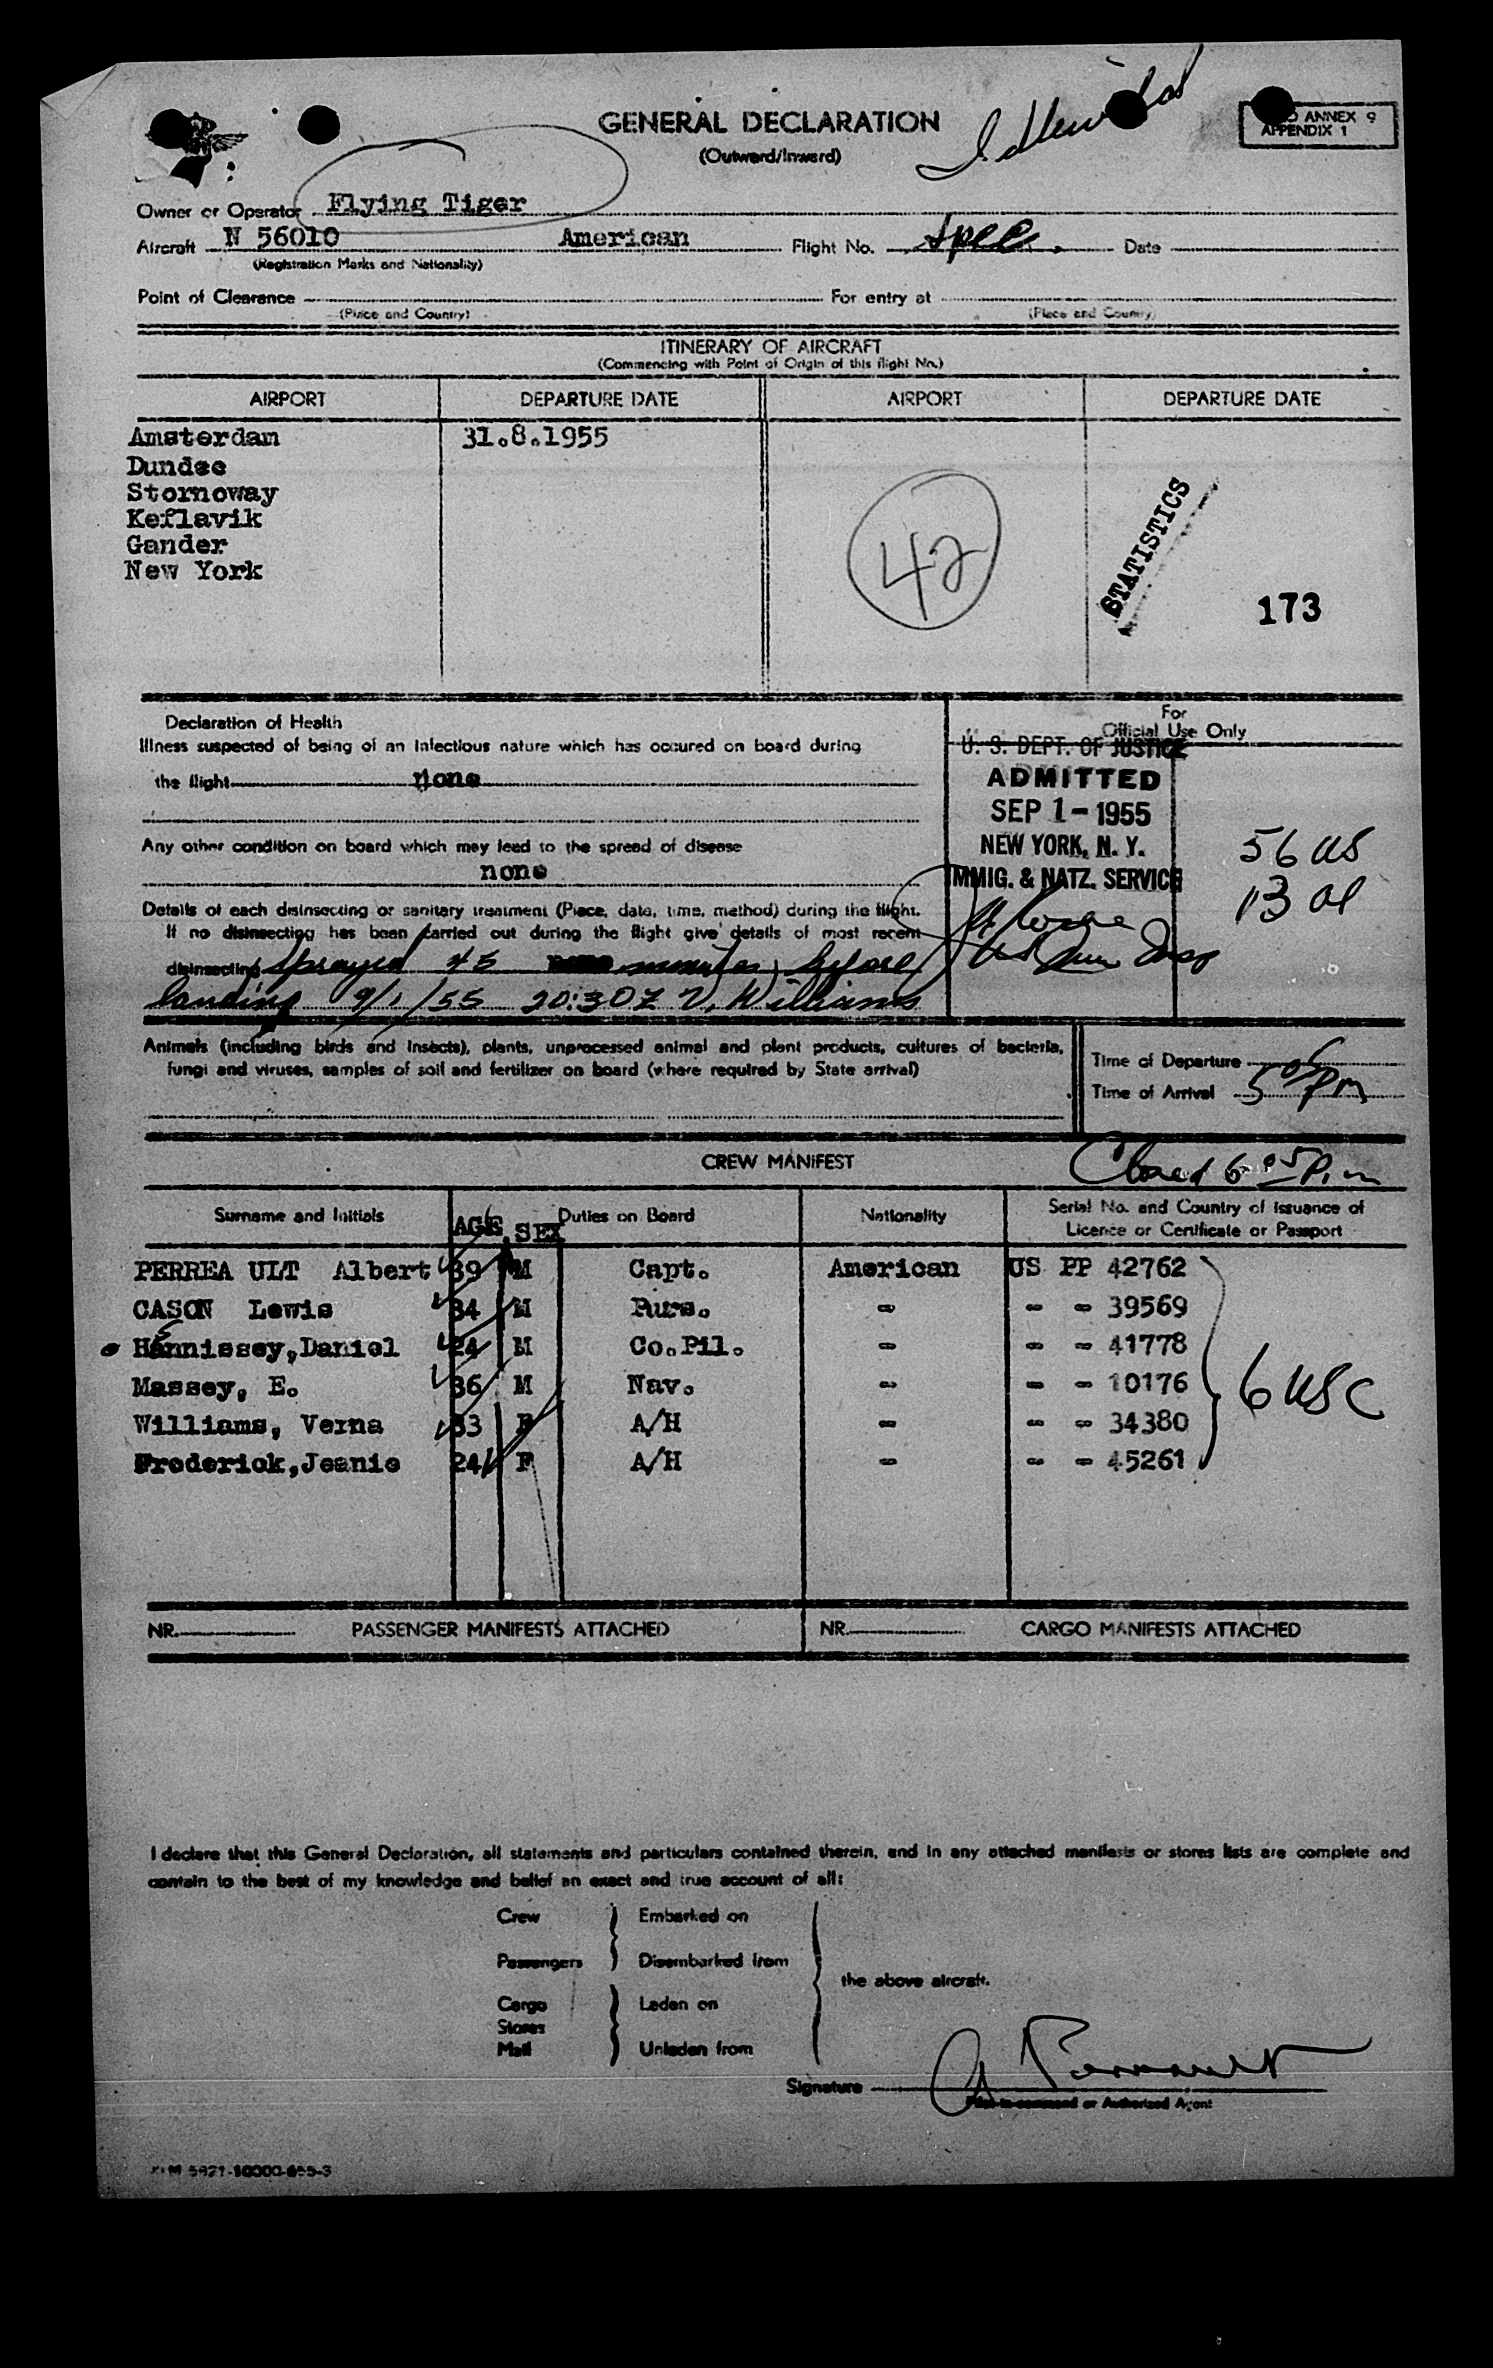 GENERAL DECLARATION
(Outward/Inward)
Idlewild
ANNEX 9
APPENDIX 1
Owner or Operator Flying Tiger
Aircraft N 56010 American Flight No. Spec. Date
(Registration Marks and Nationality)
Point of Clearance For entry at
(Place and Country) (Place and Country)
ITINERARY OF AIRCRAFT
(Commencing with Point of Origin of this flight No.)
AIRPORT DEPARTURE DATE AIRPORT DEPARTURE DATE
Amsterdam 31.8.1955
Dundee
Stornoway
Keflavik
Gander
New York
42
STATISTICS
173
Declaration of Health
Illness suspected of being of an infectious nature which has occured on board during
the flight none
Any other condition on board which may lead to the spread of disease
none
Details of each disinsecting or sanitary treatment (Place, date, time, method) during the flight.
If no disinsecting has been carried out during the flight give details of most recent
disinsecting Sprayed 45 minutes before
landing 9/1/55 20:30Z V. Williams
For
Official Use Only
U. S. DEPT. OF JUSTICE
ADMITTED
SEP 1 - 1955
NEW YORK, N. Y.
IMMIG. & NATZ. SERVICE
56 US
13 al
Animals (including birds and insects), plants, unprocessed animal and plant products, cultures of bacteria,
fungi and viruses, samples of soil and fertilizer on board (where required by State arrival)
Time of Departure
Time of Arrival 5 05 pm
CREW MANIFEST
Closed 6 05 P.m
Surname and Initials AGE SEX Duties on Board Nationality Serial No. and Country of Issuance of
Licence or Certificate or Passport
PERREA ULT Albert 39 M Capt. American US PP 42762
CASON Lewis 34 M Purs. - - - 39569
Hennissey, Daniel 24 M Co.Pil. - - - 41778
Massey, E. 36 M Nav. - - - 10176
Williams, Verna 33 F A/H - - - 34380
Frederick, Jeanie 24 F A/H - - - 45261
6 USC
NR. PASSENGER MANIFESTS ATTACHED NR. CARGO MANIFESTS ATTACHED
I declare that this General Declaration, all statements and particulars contained therein, and in any attached manifests or stores lists are complete and
contain to the best of my knowledge and belief an exact and true account of all:
Crew Embarked on
Passengers Disembarked from
the above aircraft.
Cargo Laden on
Stores
Mail Unladen from
Signature A Perreault
Pilot-in-command or Authorized Agent
KLM 5921-10000-655-3